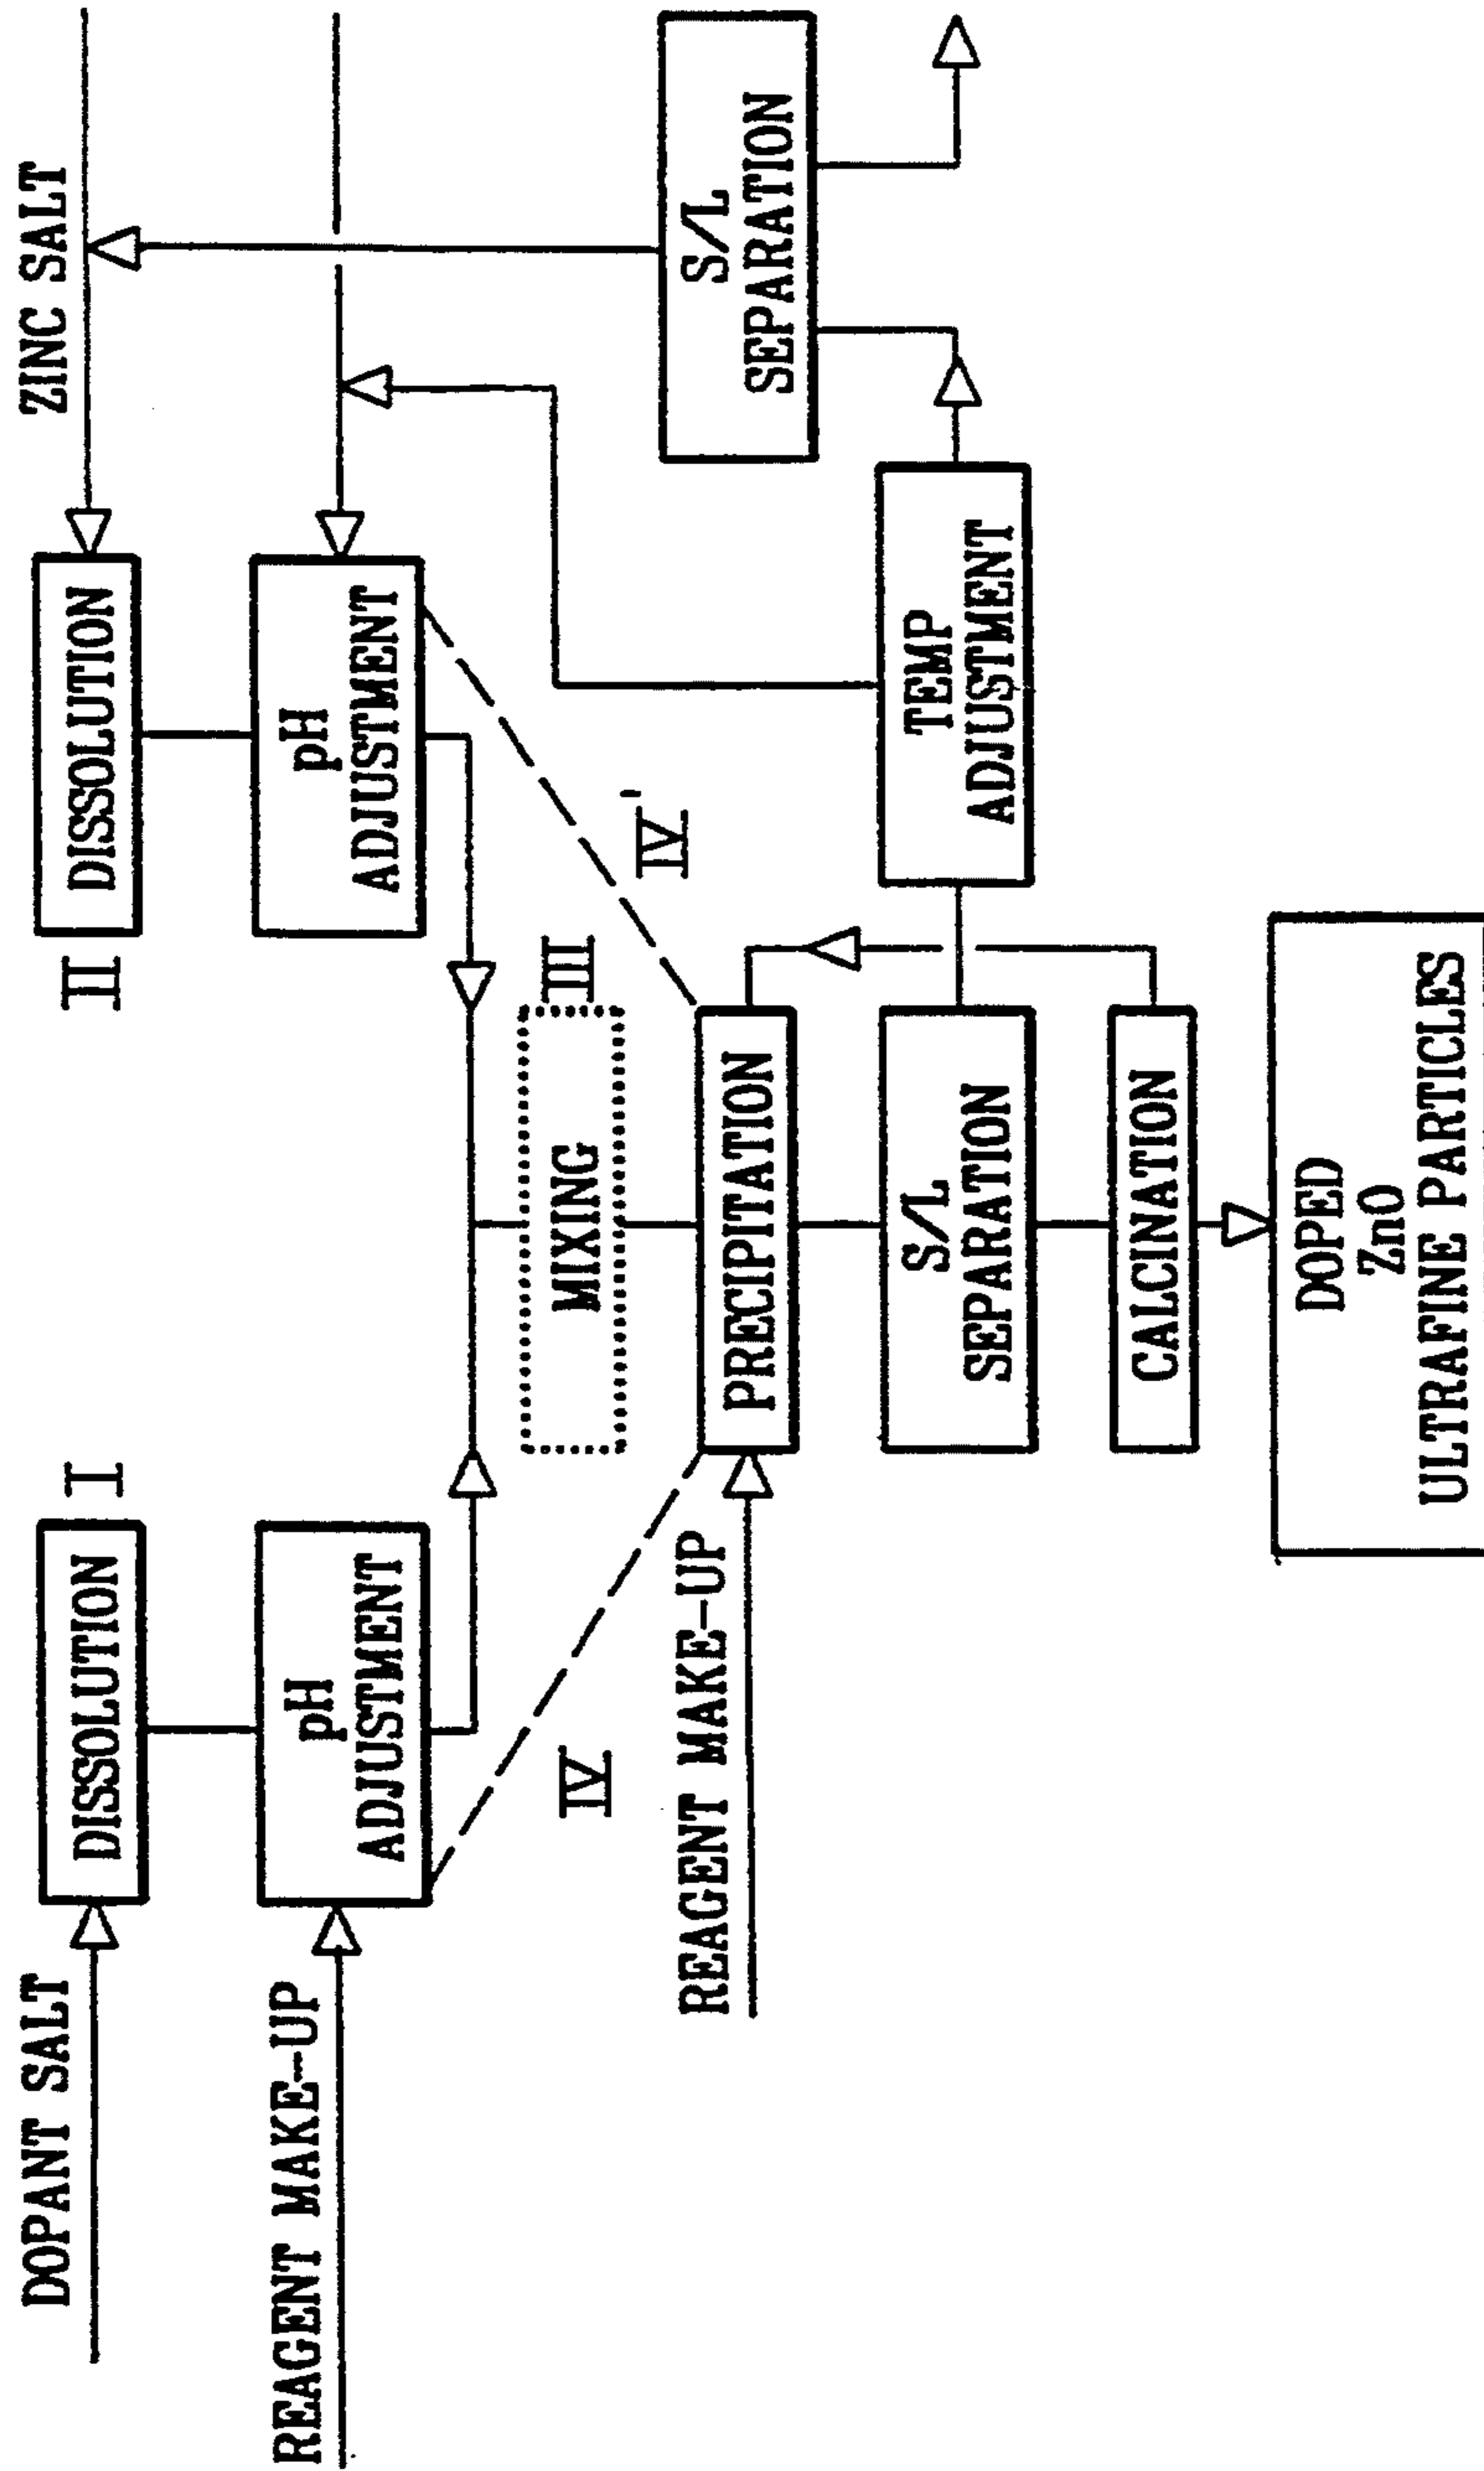 DOPANT SALT
ZINC SALT
DISSOLUTION
I
II
DISSOLUTION
REAGENT MAKE-UP
pH
ADJUSTMENT
pH
ADJUSTMENT
IV
MIXING
III
IV'
REAGENT MAKE-UP
PRECIPITATION
S/L
SEPARATION
S/L
SEPARATION
TEMP
ADJUSTMENT
CALCINATION
DOPED
ZnO
ULTRAFINE PARTICLES